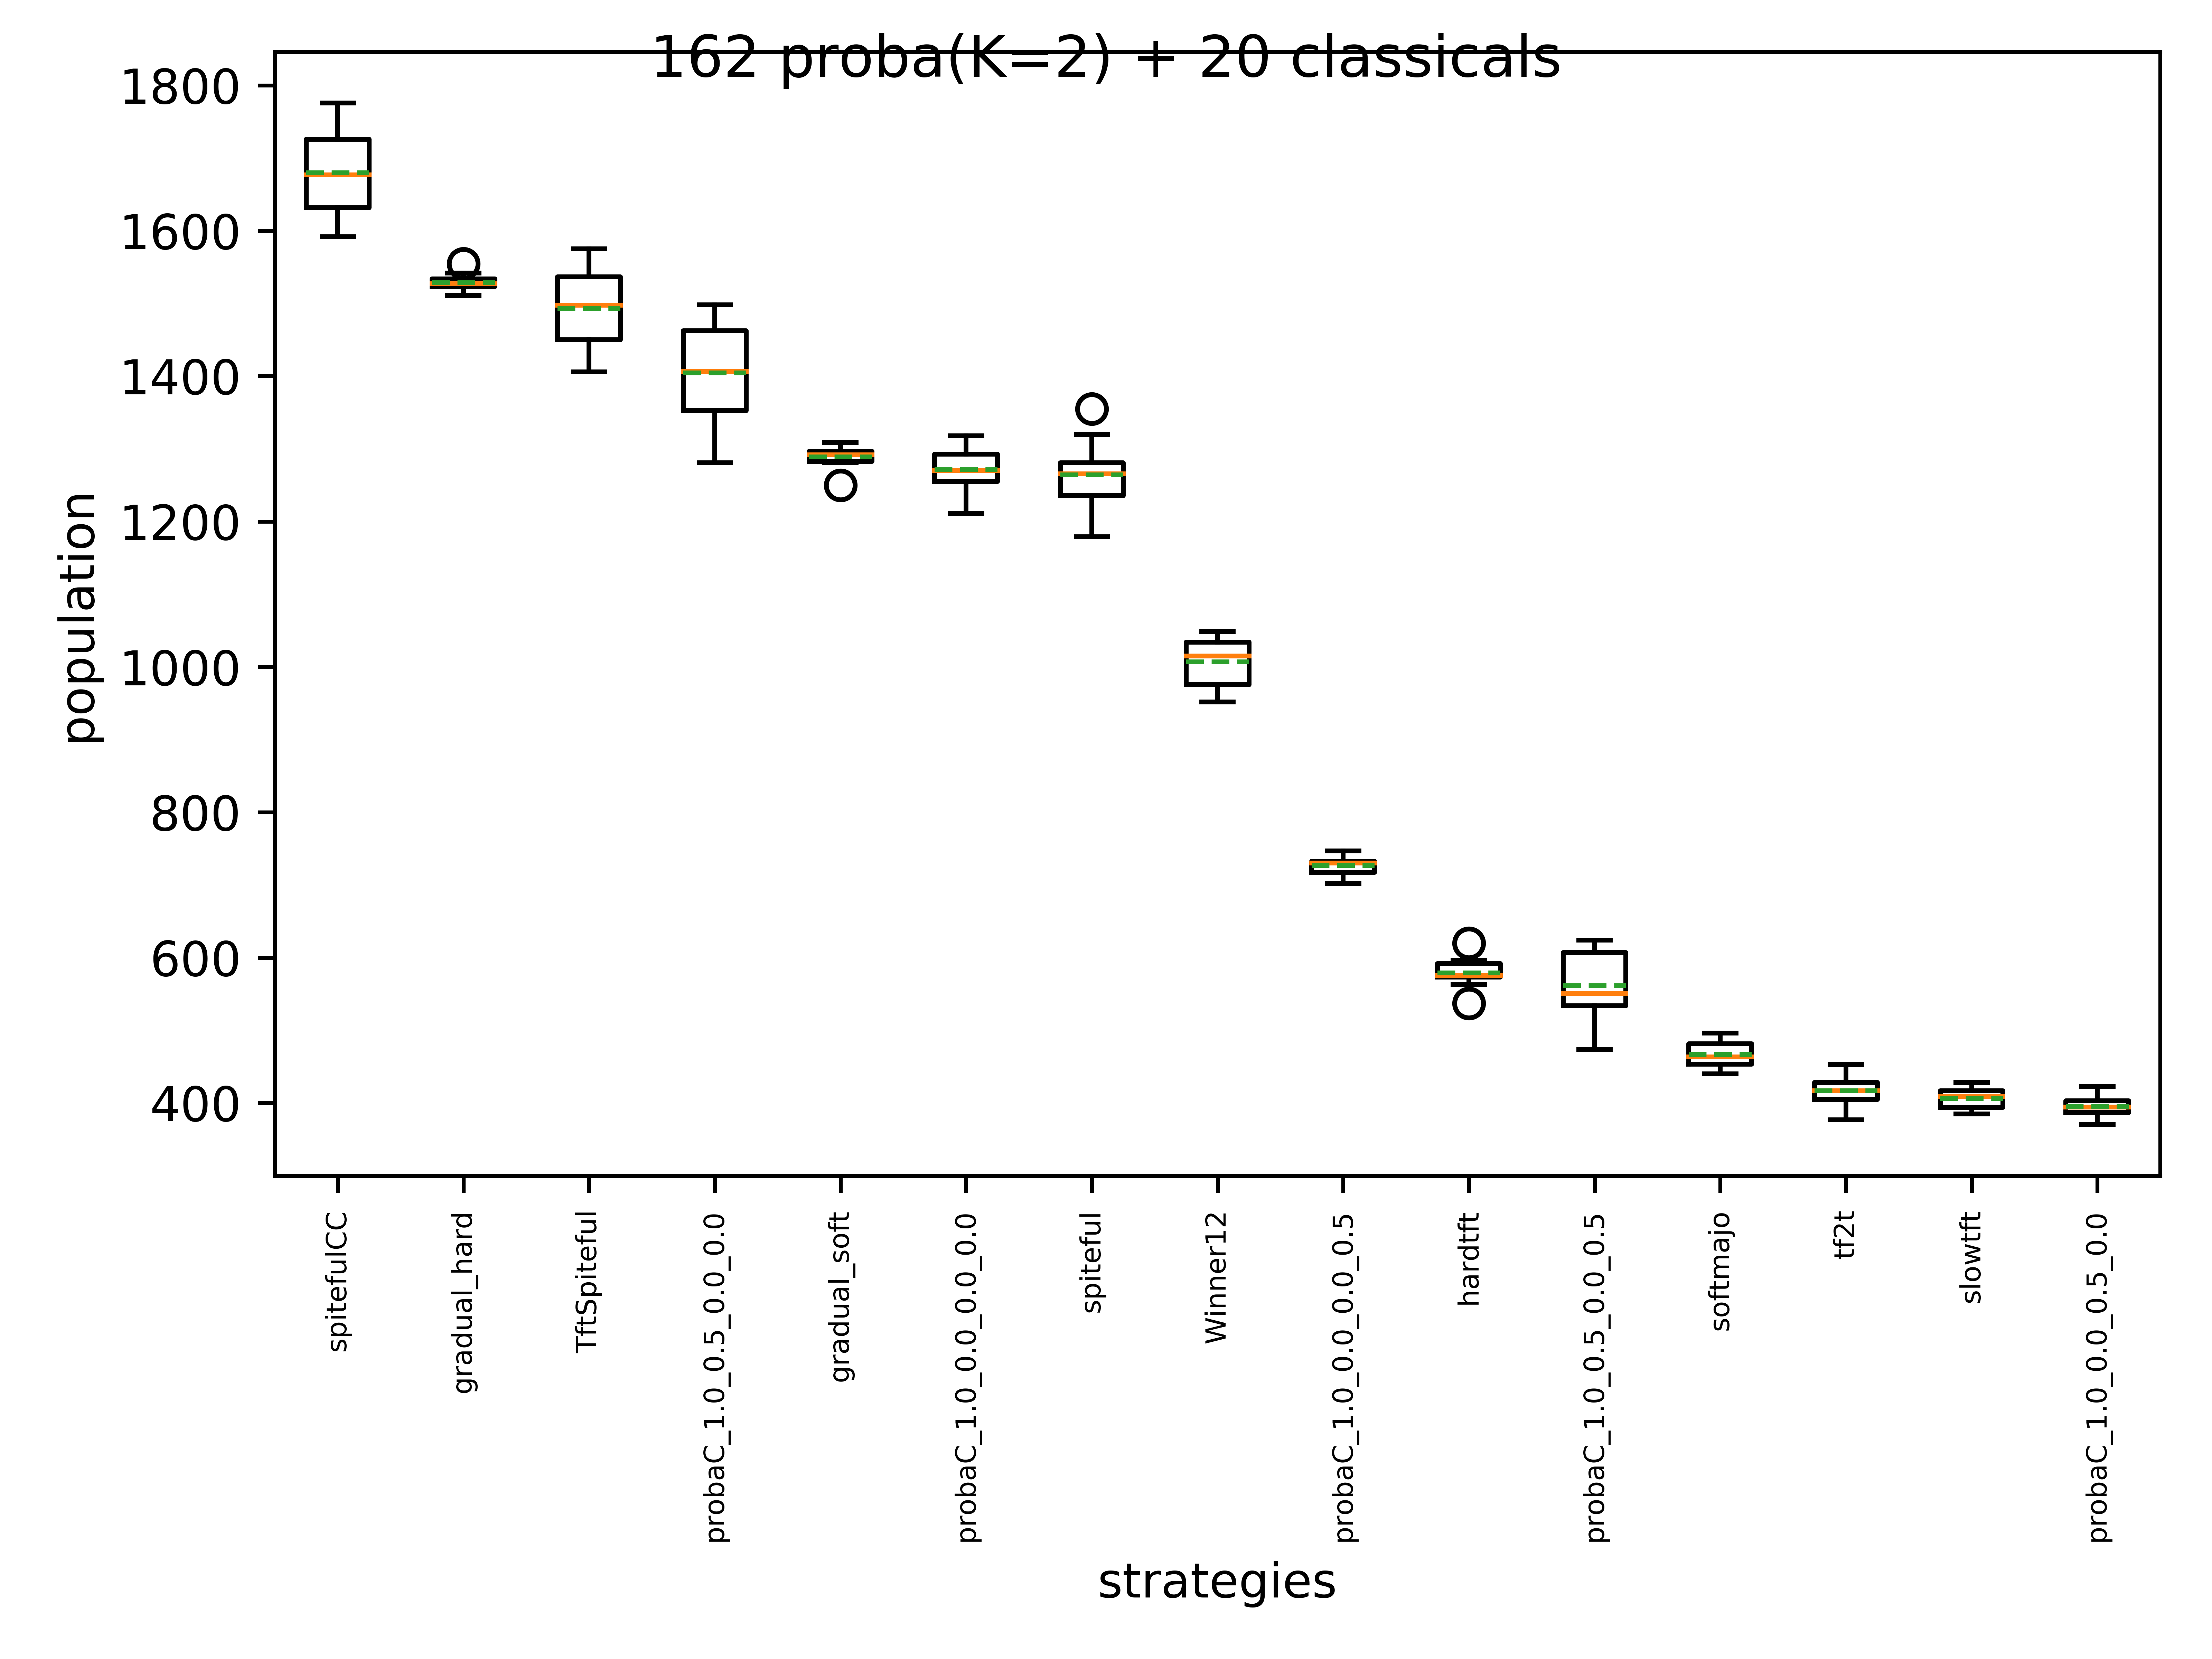 162 proba(K=2) + 20 classicals
population
1800
1600
1400
1200
1000
800
600
400
spitefulCC
gradual_hard
TftSpiteful
probaC_1.0_0.5_0.0_0.0
gradual_soft
probaC_1.0_0.0_0.0_0.0
spiteful
Winner12
probaC_1.0_0.0_0.0_0.5
hardtft
probaC_1.0_0.5_0.0_0.5
softmajo
tf2t
slowtft
probaC_1.0_0.0_0.5_0.0
strategies